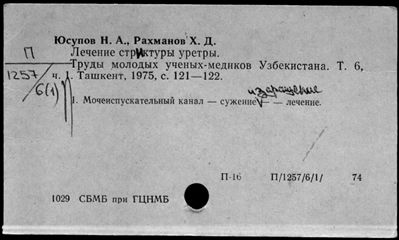 Юсупов Н. А., Рахманов Х. Д.
П
Лечение стриктуры уретры.
Труды молодых ученых-медиков Узбекистана. Т. 6,
1257
ч. 1. Ташкент, 1975, с. 121—122.
6(1)
и заращение
1. Мочеиспускательный канал — сужение — — лечение.
П-16 П/1257/6/1/ 74
1029 СБМБ при ГЦНМБ